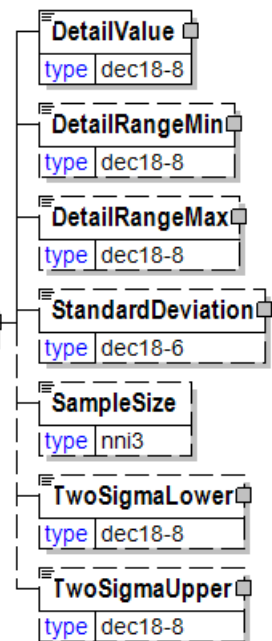 DetailValue
type dec18-8
DetailRangeMin
type dec18-8
DetailRangeMax
type dec18-8
StandardDeviation
type dec18-6
SampleSize
type nni3
TwoSigmaLower
type dec18-8
TwoSigmaUpper
type dec18-8